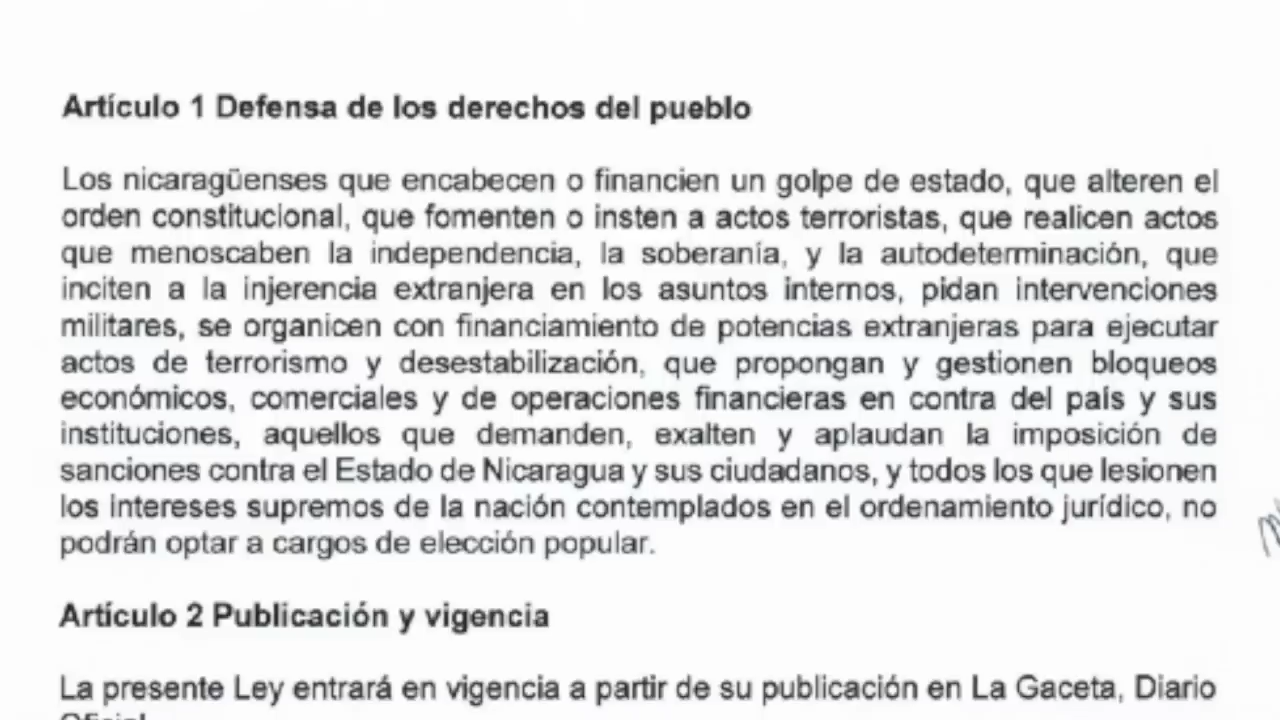 Artículo 1 Defensa de los derechos del pueblo
Los nicaragüenses que encabecen o financien un golpe de estado, que alteren el
orden constitucional, que fomenten o insten a actos terroristas, que realicen actos
que menoscaben la independencia, la soberanía, y la autodeterminación, que
inciten a la injerencia extranjera en los asuntos internos, pidan intervenciones
militares, se organicen con financiamiento de potencias extranjeras para ejecutar
actos de terrorismo y desestabilización, que propongan y gestionen bloqueos
económicos, comerciales y de operaciones financieras en contra del país y sus
instituciones, aquellos que demanden, exalten y aplaudan la imposición de
sanciones contra el Estado de Nicaragua y sus ciudadanos, y todos los que lesionen
los intereses supremos de la nación contemplados en el ordenamiento jurídico, no
podrán optar a cargos de elección popular.
Artículo 2 Publicación y vigencia
La presente Ley entrará en vigencia a partir de su publicación en La Gaceta, Diario